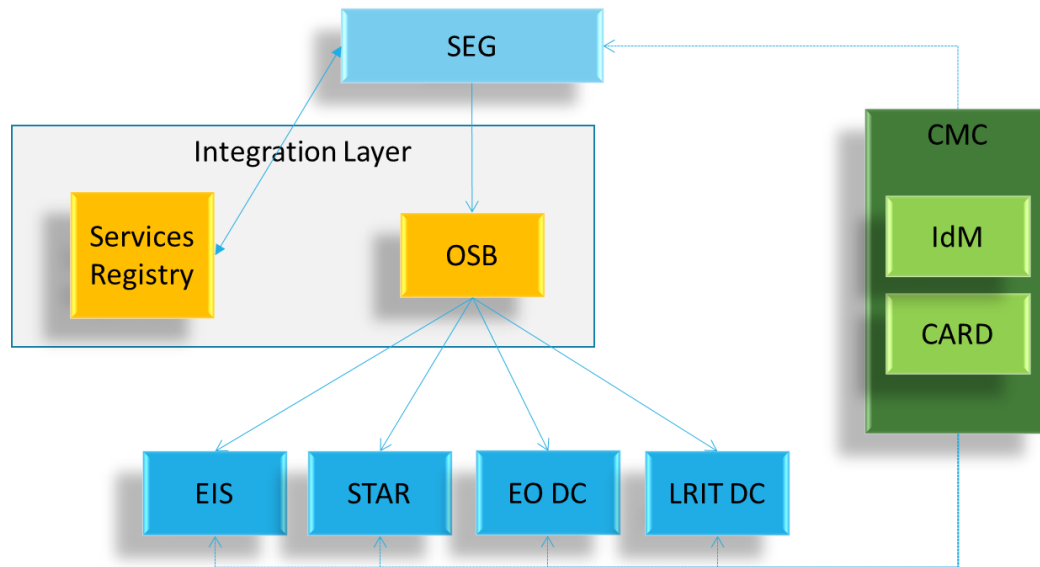 SEG
Integration Layer
CMC
Services
Registry
OSB
IdM
CARD
EIS
STAR
EO DC
LRIT DC